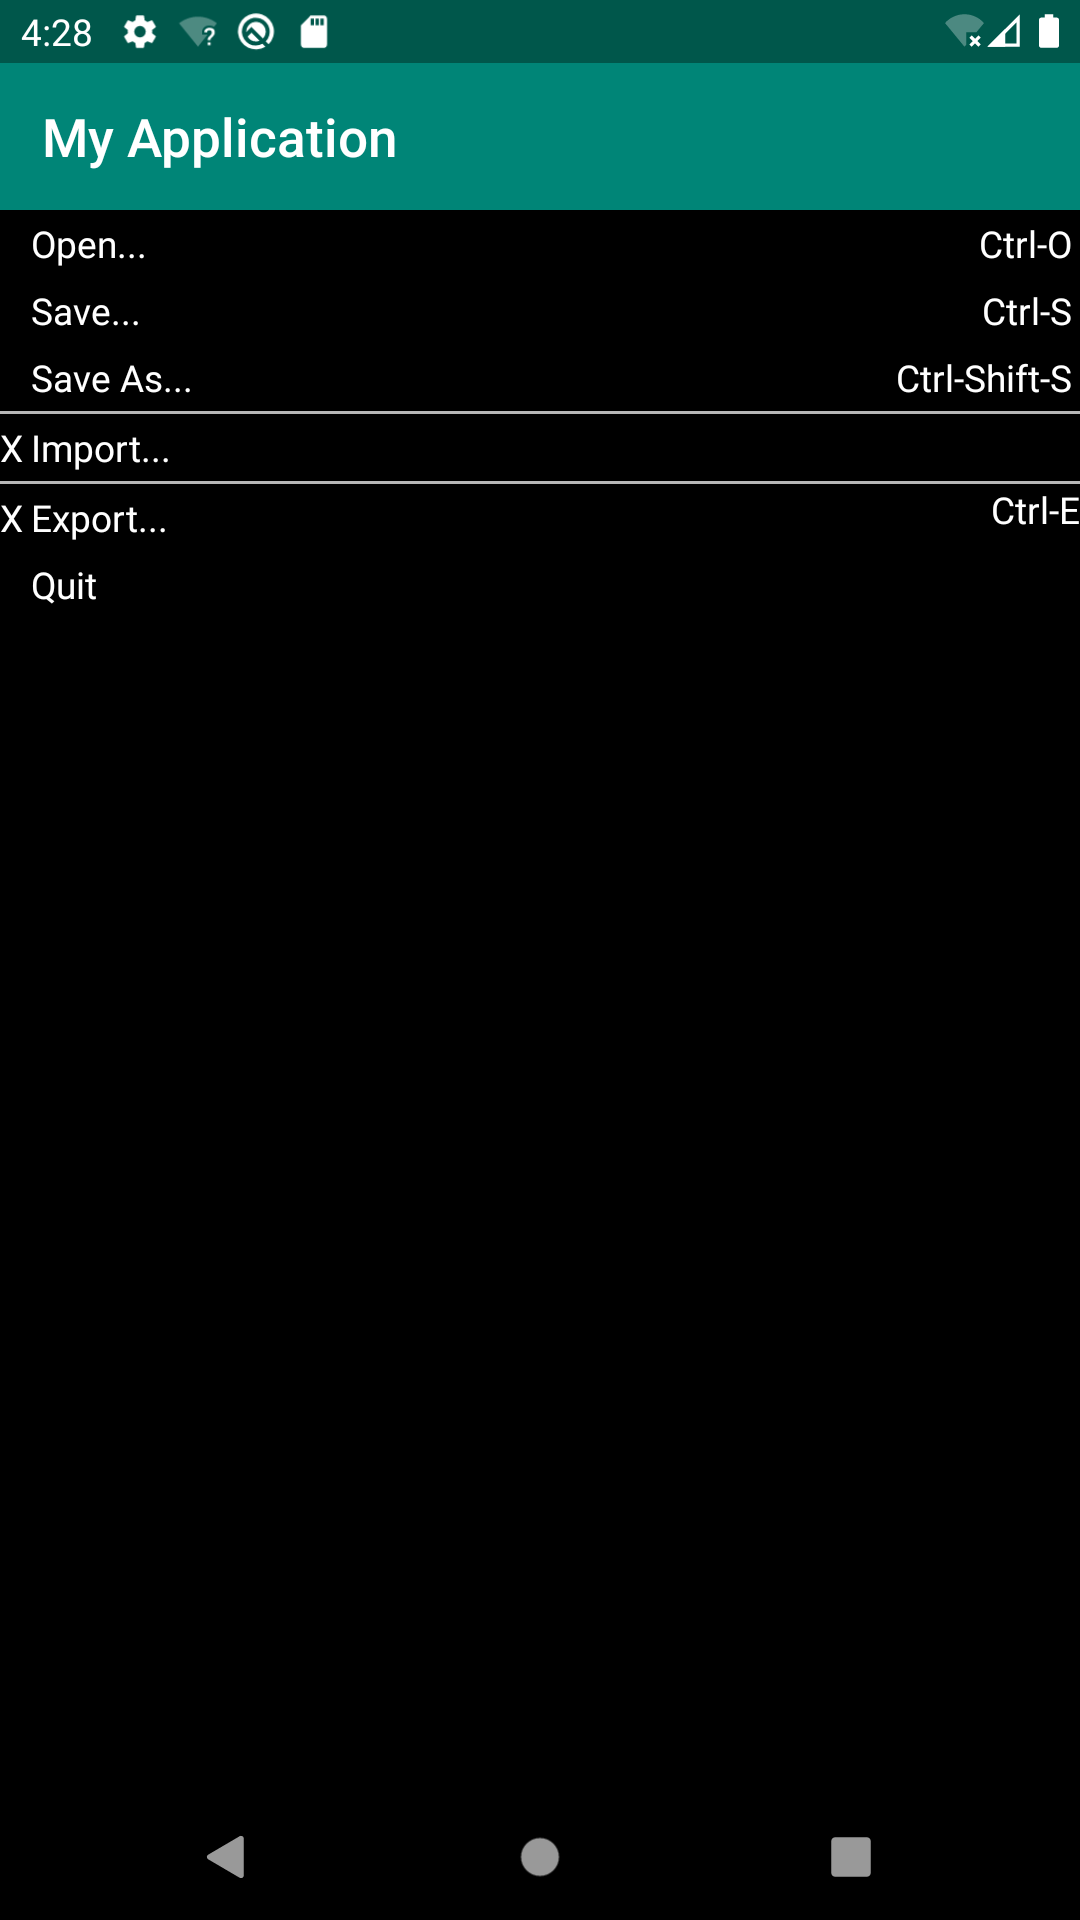 4:28
My Application
Open... Ctrl-O
Save... Ctrl-S
Save As... Ctrl-Shift-S
X Import...
X Export... Ctrl-E
Quit